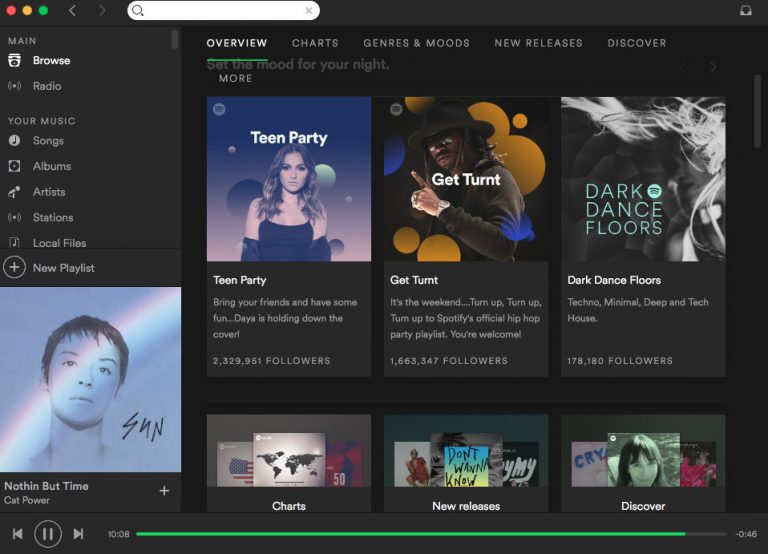 MAIN
Browse
Radio
YOUR MUSIC
Songs
Albums
Artists
Stations
Local Files
New Playlist
SUN
Nothin But Time
Cat Power
OVERVIEW CHARTS GENRES & MOODS NEW RELEASES DISCOVER
Set the mood for your night.
MORE
Teen Party
Get Turnt
DARK
DANCE
FLOORS
Teen Party
Bring your friends and have some
fun...Daya is holding down the
cover!
2,329,951 FOLLOWERS
Get Turnt
It's the weekend....Turn up, Turn up,
Turn up to Spotify's official hip hop
party playlist. You're welcome!
1,663,347 FOLLOWERS
Dark Dance Floors
Techno, Minimal, Deep and Tech
House.
178,180 FOLLOWERS
50
Charts
DON'T
WANNA
KNOW
New releases
CRY
Discover
10:08
-0:46